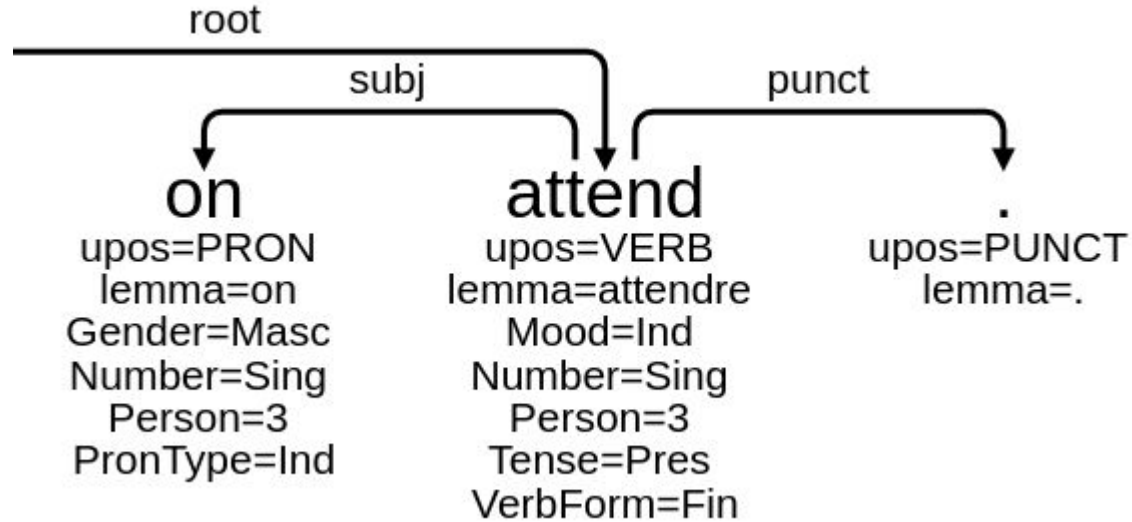 root
subj punct
on attend .
upos=PRON upos=VERB upos=PUNCT
lemma=on lemma=attendre lemma=.
Gender=Masc Mood=Ind
Number=Sing Number=Sing
Person=3 Person=3
PronType=Ind Tense=Pres
VerbForm=Fin